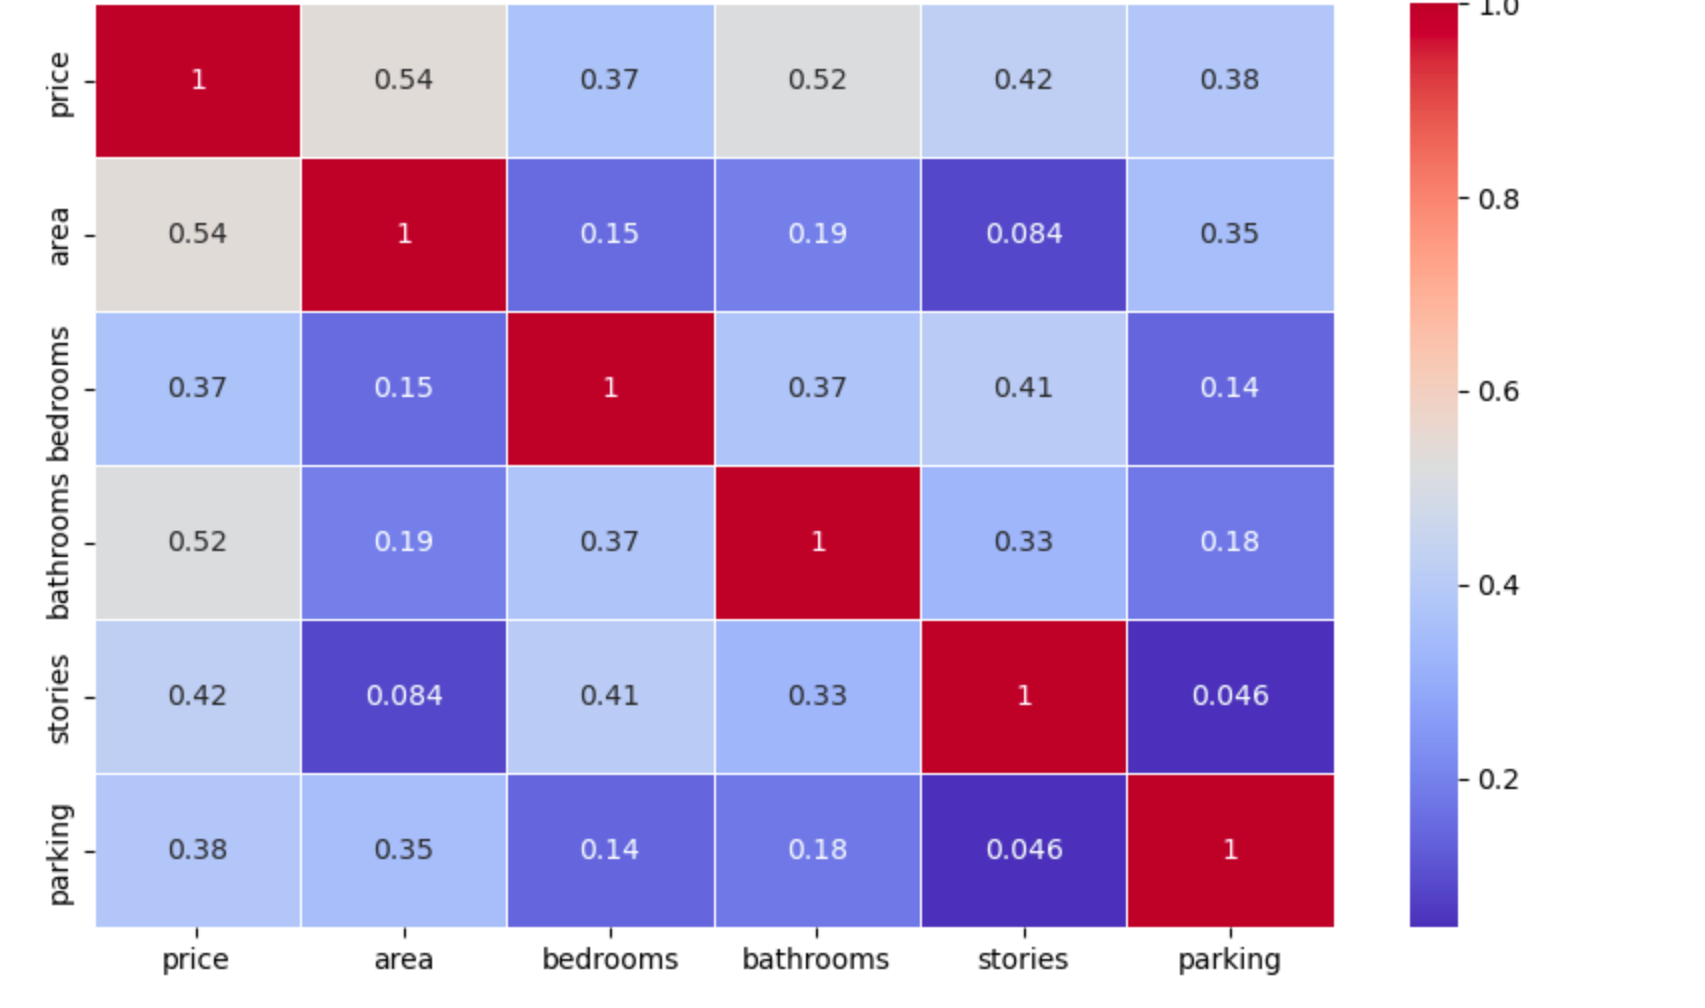 1.0
price 1 0.54 0.37 0.52 0.42 0.38
0.8
area 0.54 1 0.15 0.19 0.084 0.35
bedrooms 0.37 0.15 1 0.37 0.41 0.14
0.6
bathrooms 0.52 0.19 0.37 1 0.33 0.18
0.4
stories 0.42 0.084 0.41 0.33 1 0.046
0.2
parking 0.38 0.35 0.14 0.18 0.046 1
price area bedrooms bathrooms stories parking